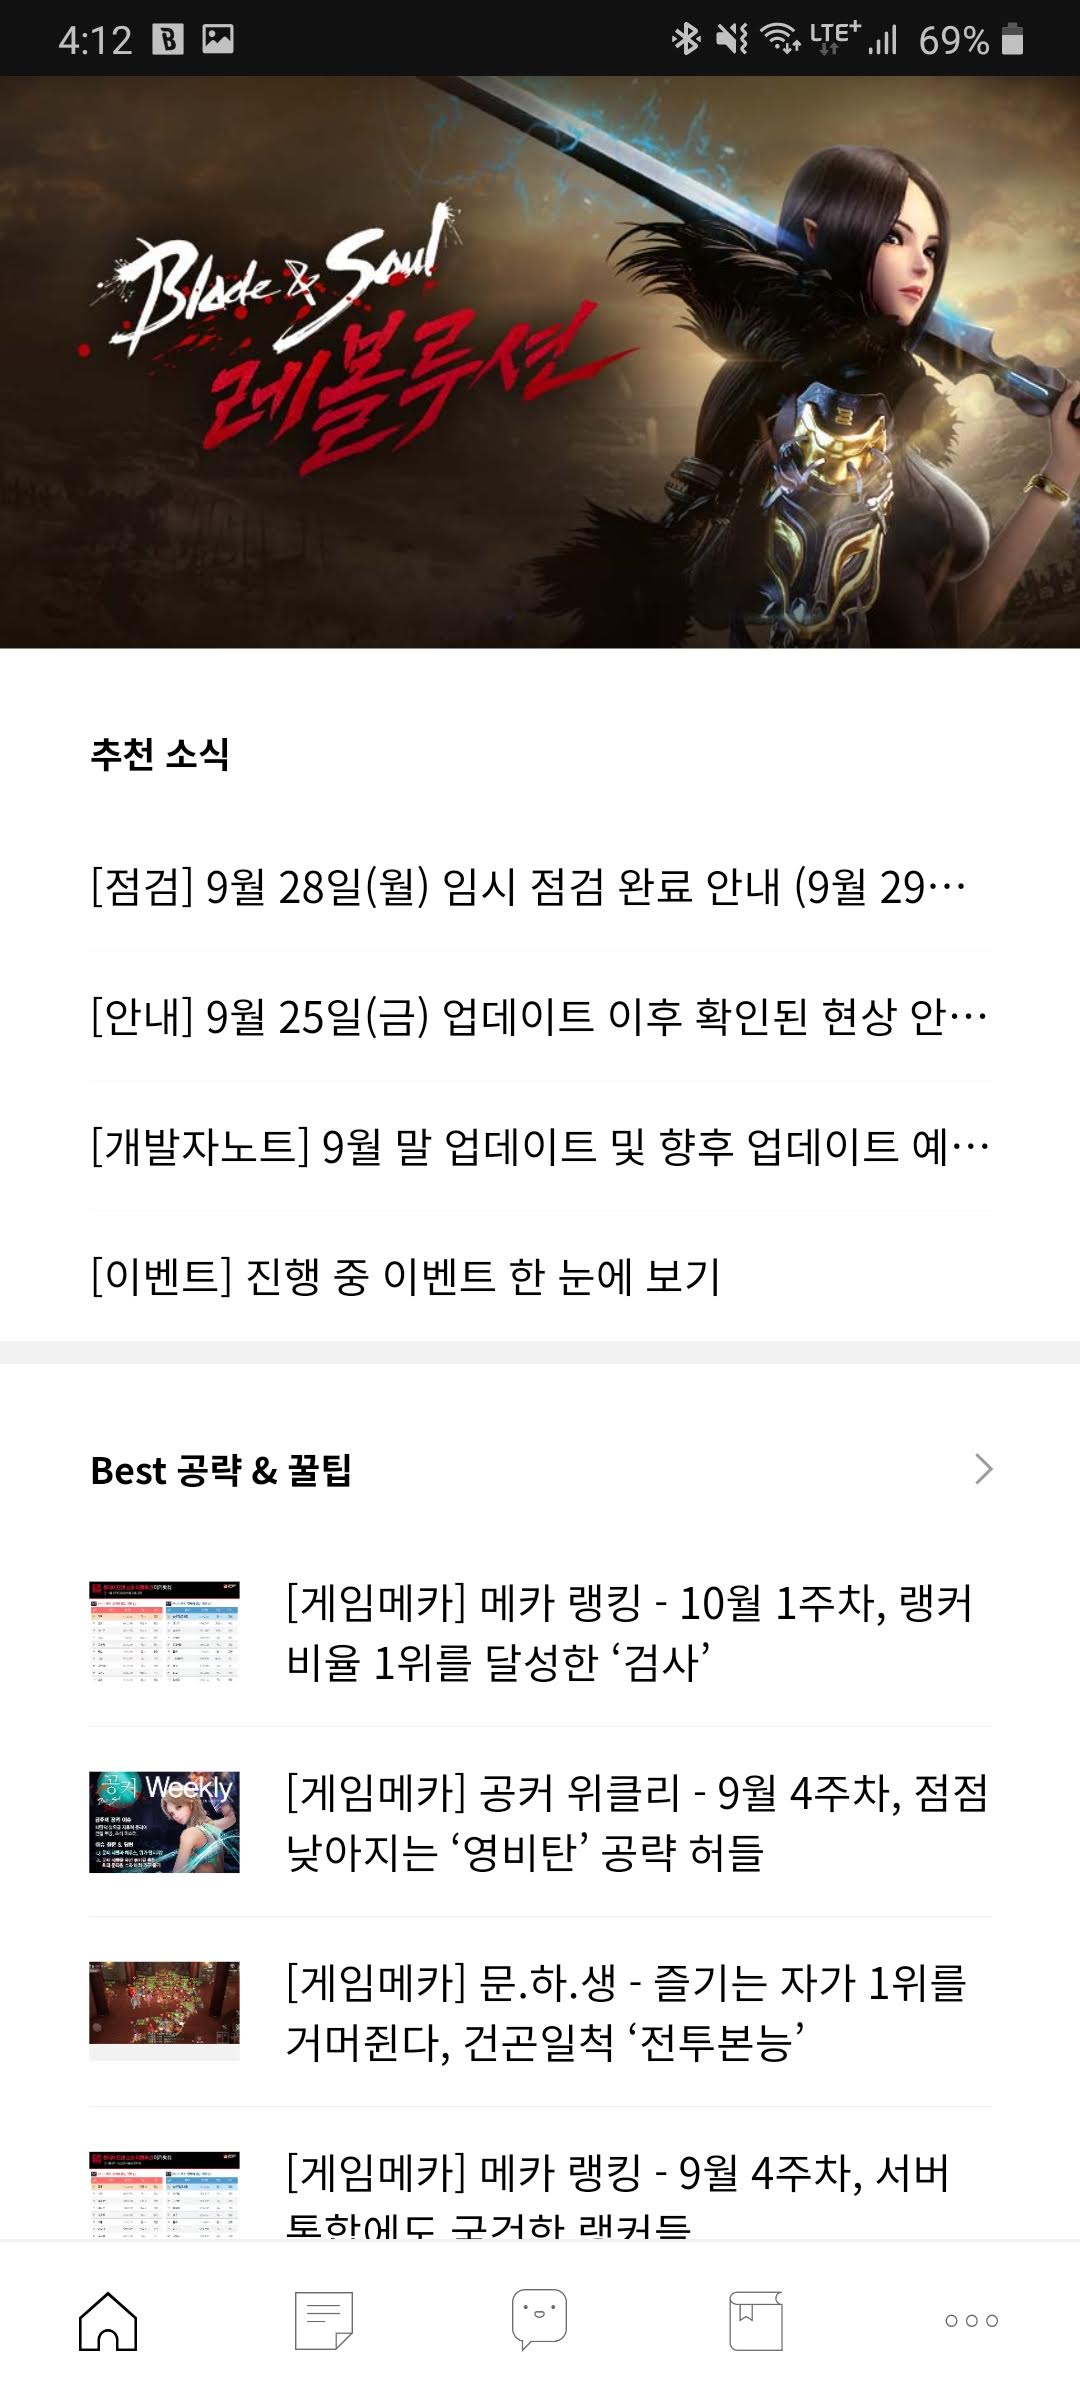 4:12 LTE+ 69%
Blade & Soul
레볼루션
추천 소식
[점검] 9월 28일(월) 임시 점검 완료 안내 (9월 29…
[안내] 9월 25일(금) 업데이트 이후 확인된 현상 안…
[개발자노트] 9월 말 업데이트 및 향후 업데이트 예…
[이벤트] 진행 중 이벤트 한 눈에 보기
Best 공략 & 꿀팁
[게임메카] 메카 랭킹 - 10월 1주차, 랭커
비율 1위를 달성한 ‘검사’
공커 Weekly
[게임메카] 공커 위클리 - 9월 4주차, 점점
낮아지는 ‘영비탄’ 공략 허들
[게임메카] 문.하.생 - 즐기는 자가 1위를
거머쥔다, 건곤일척 ‘전투본능’
[게임메카] 메카 랭킹 - 9월 4주차, 서버
통합에도 굳건한 랭커들